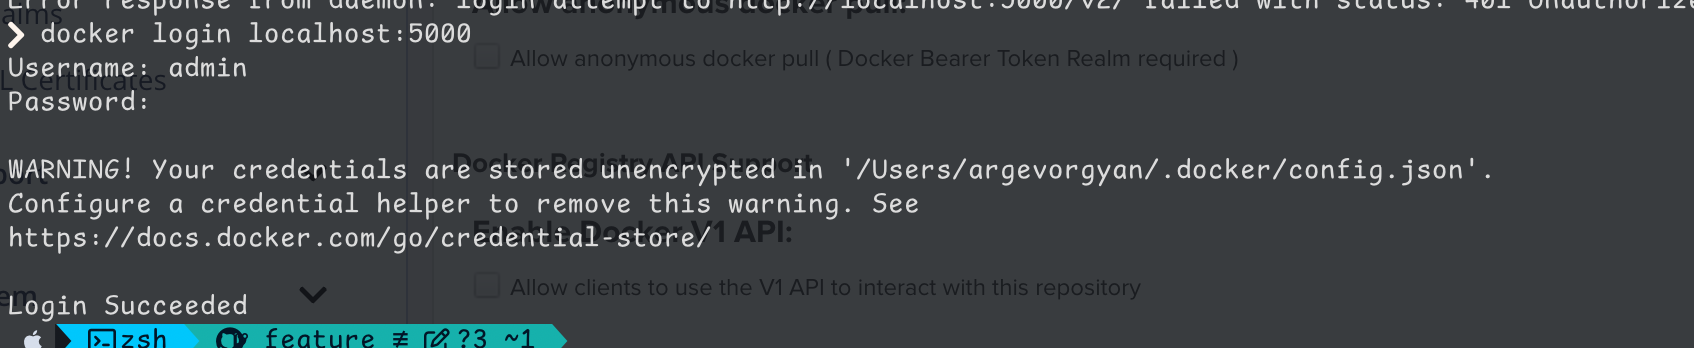 Error response from daemon: login attempt to http://localhost:5000/v2/ failed with status: 401 Unauthorize
❯ docker login localhost:5000
Allow anonymous docker pull ( Docker Bearer Token Realm required )
Username: admin
L Certificates
Password:
Docker Registry API Support
WARNING! Your credentials are stored unencrypted in '/Users/argevorgyan/.docker/config.json'.
Configure a credential helper to remove this warning. See
Enable Docker V1 API:
https://docs.docker.com/go/credential-store/
Allow clients to use the V1 API to interact with this repository
Login Succeeded
zsh feature ≢ ?3 ~1